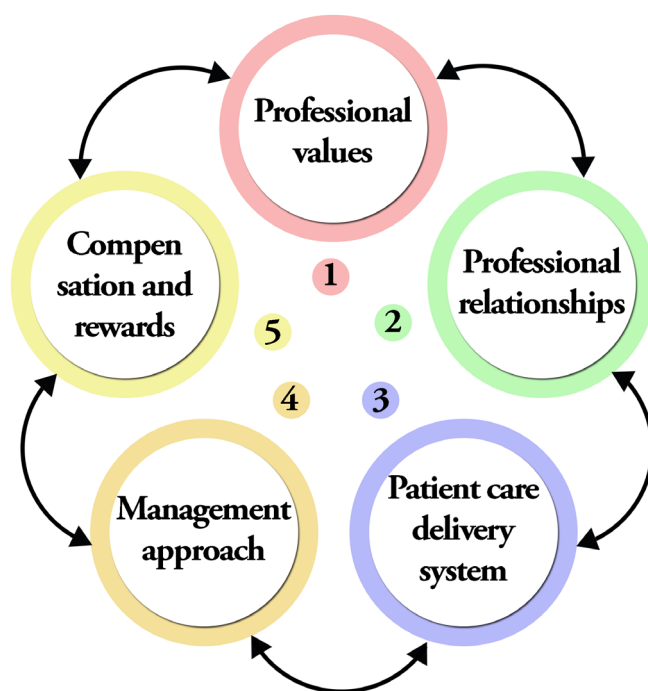 Professional
values
1
Professional
relationships
2
Patient care
delivery
system
3
Management
approach
4
Compen
sation and
rewards
5